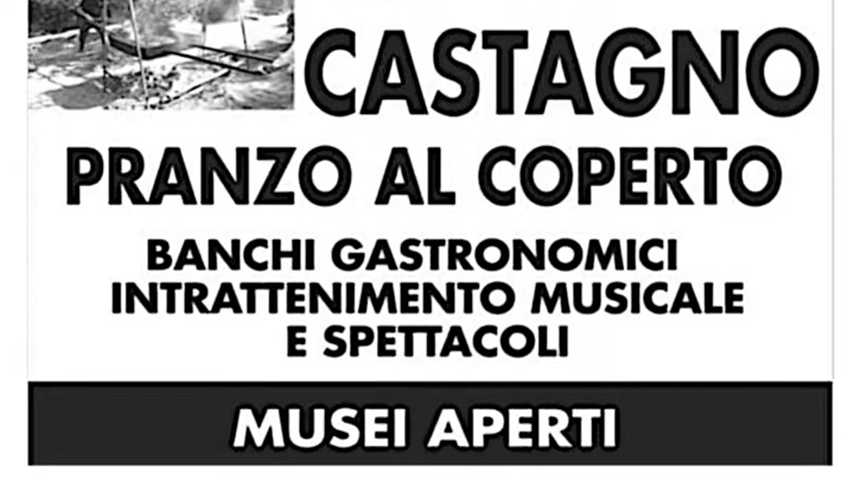 CASTAGNO
PRANZO AL COPERTO
BANCHI GASTRONOMICI
INTRATTENIMENTO MUSICALE
E SPETTACOLI
MUSEI APERTI